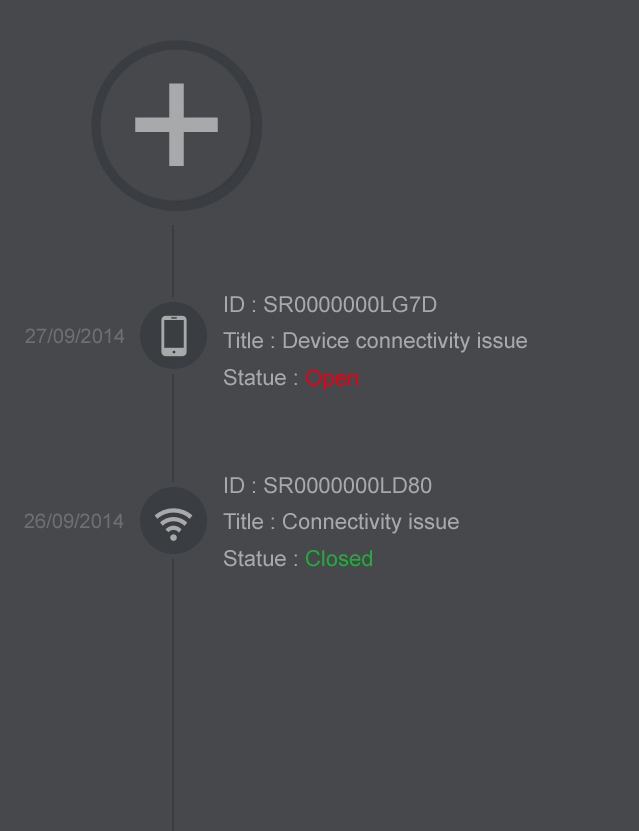 27/09/2014
ID : SR0000000LG7D
Title : Device connectivity issue
Statue : Open
26/09/2014
ID : SR0000000LD80
Title : Connectivity issue
Statue : Closed